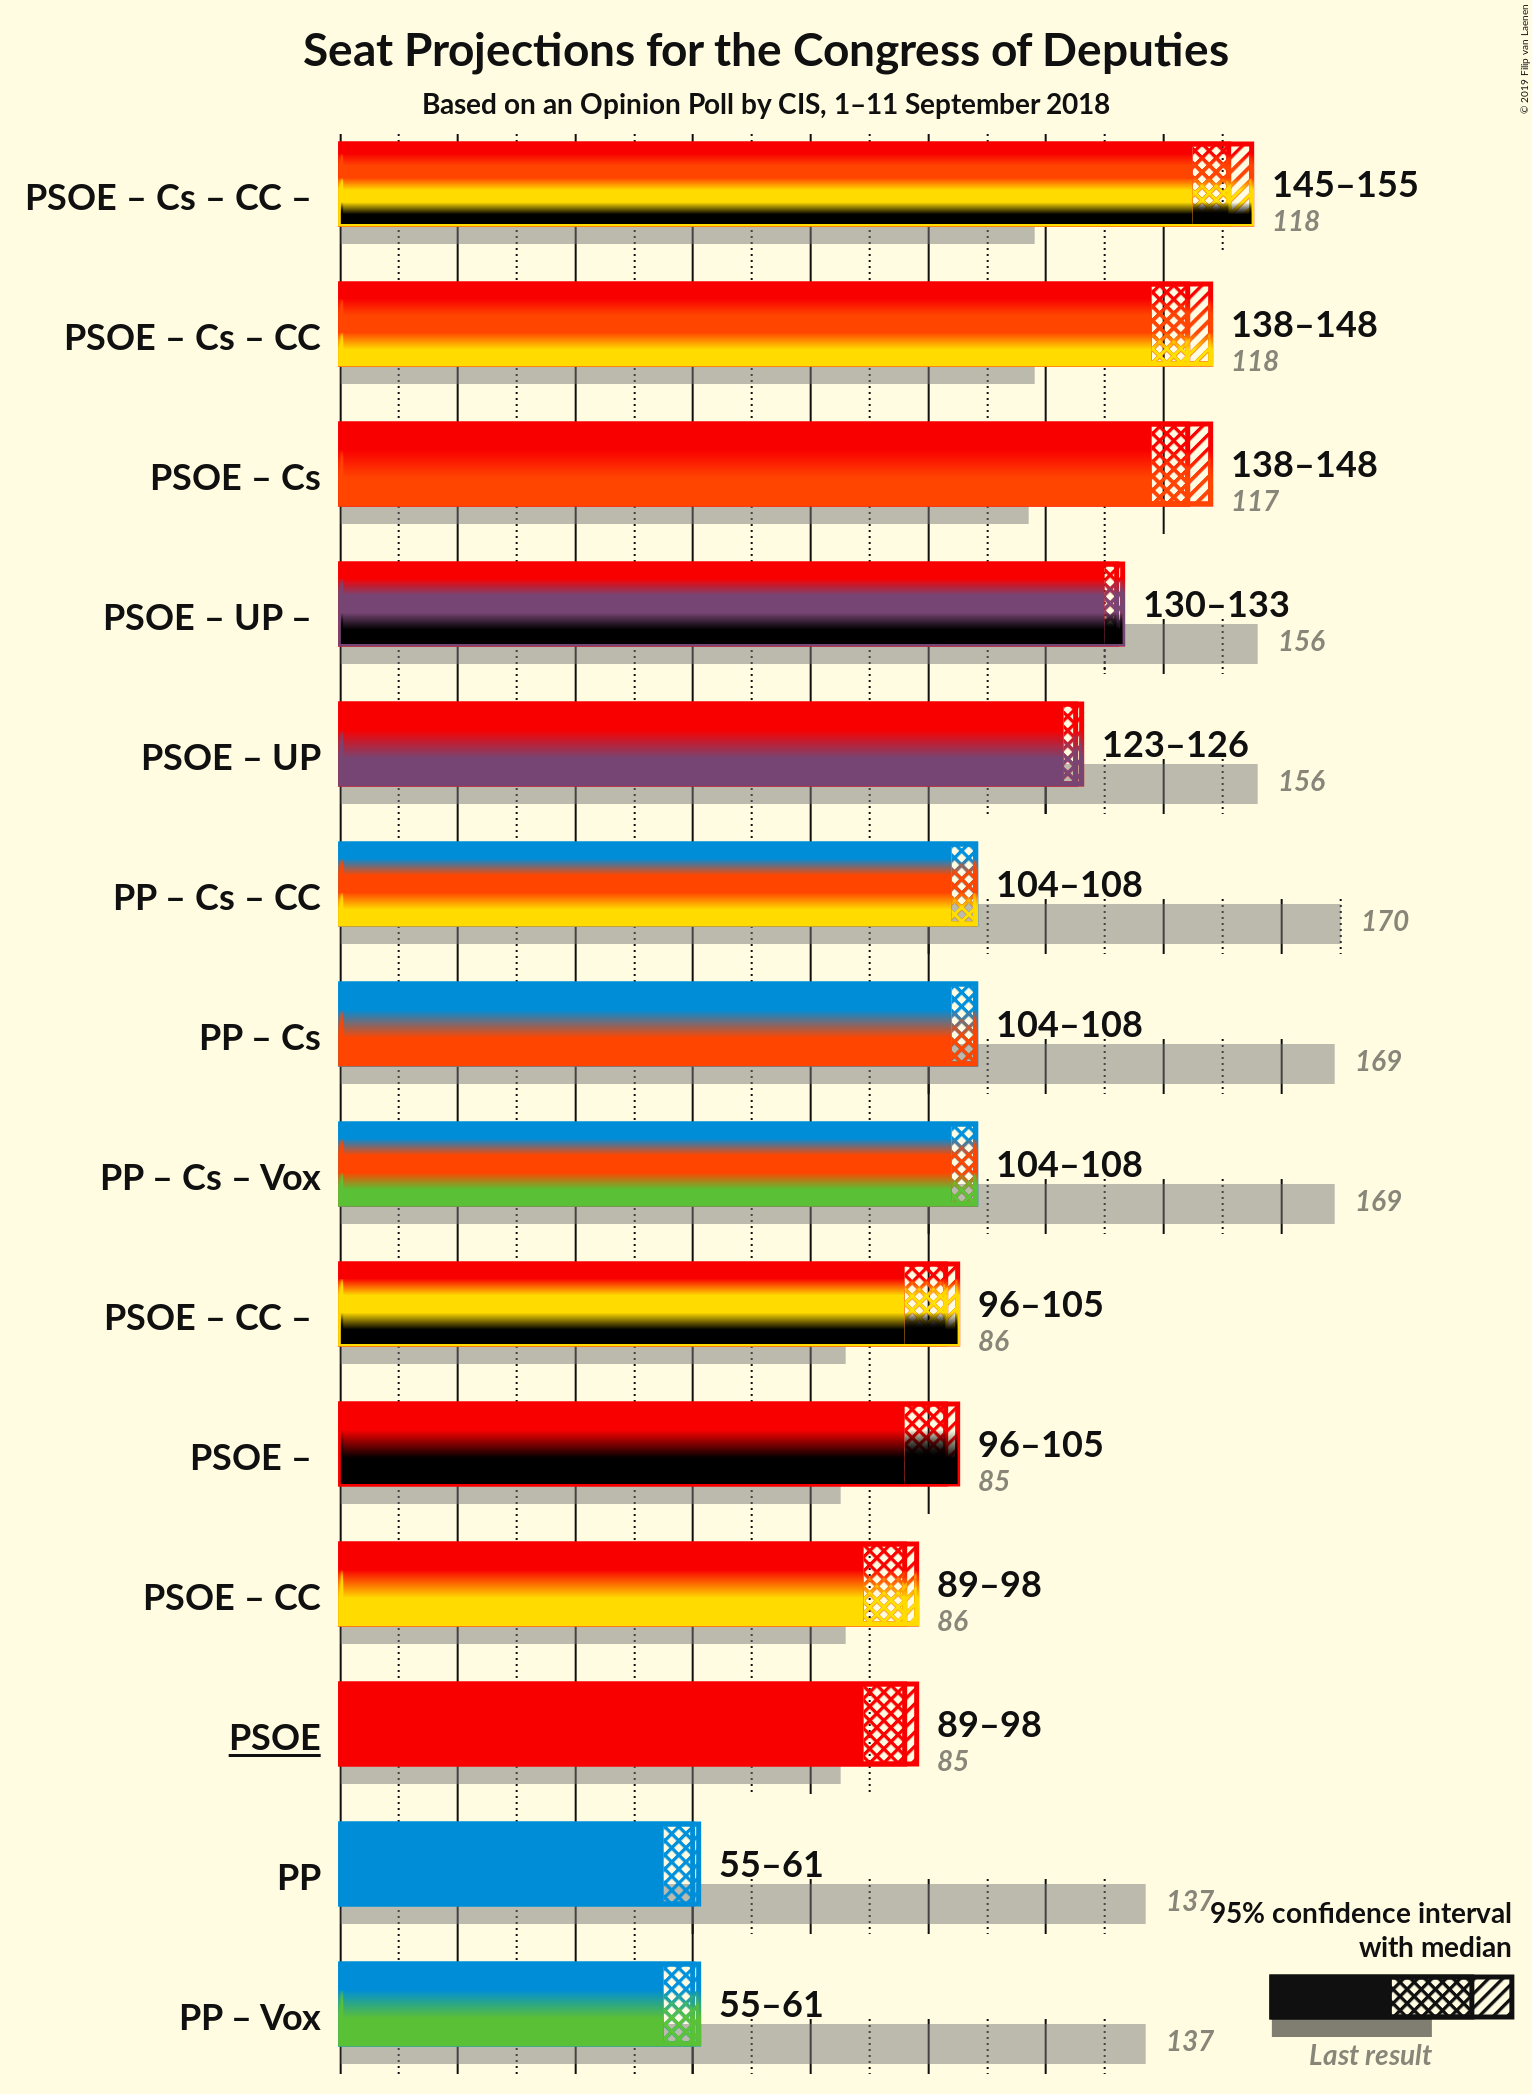 Seat Projections for the Congress of Deputies
Based on an Opinion Poll by CIS, 1–11 September 2018
© 2019 Filip van Laenen
PSOE – Cs – CC –
145–155
118
PSOE – Cs – CC
138–148
118
PSOE – Cs
138–148
117
PSOE – UP –
130–133
156
PSOE – UP
123–126
156
PP – Cs – CC
104–108
170
PP – Cs
104–108
169
PP – Cs – Vox
104–108
169
PSOE – CC –
96–105
86
PSOE –
96–105
85
PSOE – CC
89–98
86
PSOE
89–98
85
PP
55–61
137
PP – Vox
55–61
137
95% confidence interval
with median
Last result